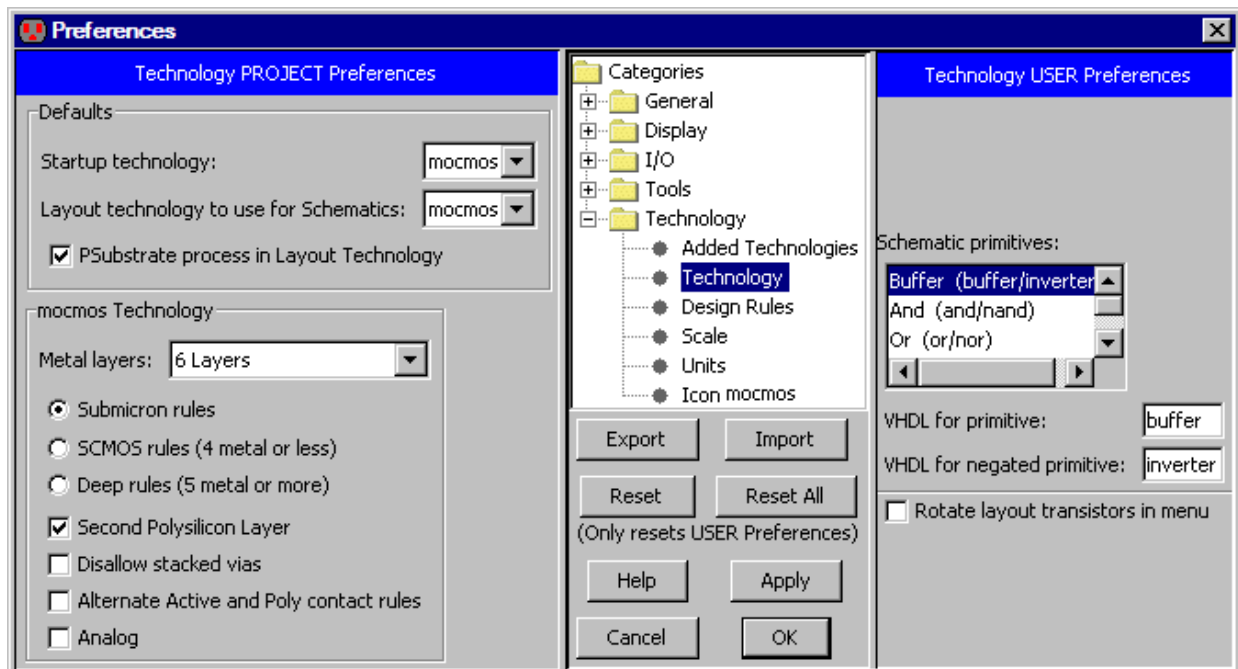 Preferences
Technology PROJECT Preferences
Defaults
Startup technology: mocmos
Layout technology to use for Schematics: mocmos
PSubstrate process in Layout Technology
mocmos Technology
Metal layers: 6 Layers
Submicron rules
SCMOS rules (4 metal or less)
Deep rules (5 metal or more)
Second Polysilicon Layer
Disallow stacked vias
Alternate Active and Poly contact rules
Analog
Categories
General
Display
I/O
Tools
Technology
Added Technologies
Technology
Design Rules
Scale
Units
Icon mocmos
Export Import
Reset Reset All
(Only resets USER Preferences)
Help Apply
Cancel OK
Technology USER Preferences
Schematic primitives:
Buffer (buffer/inverter
And (and/nand)
Or (or/nor)
VHDL for primitive: buffer
VHDL for negated primitive: inverter
Rotate layout transistors in menu